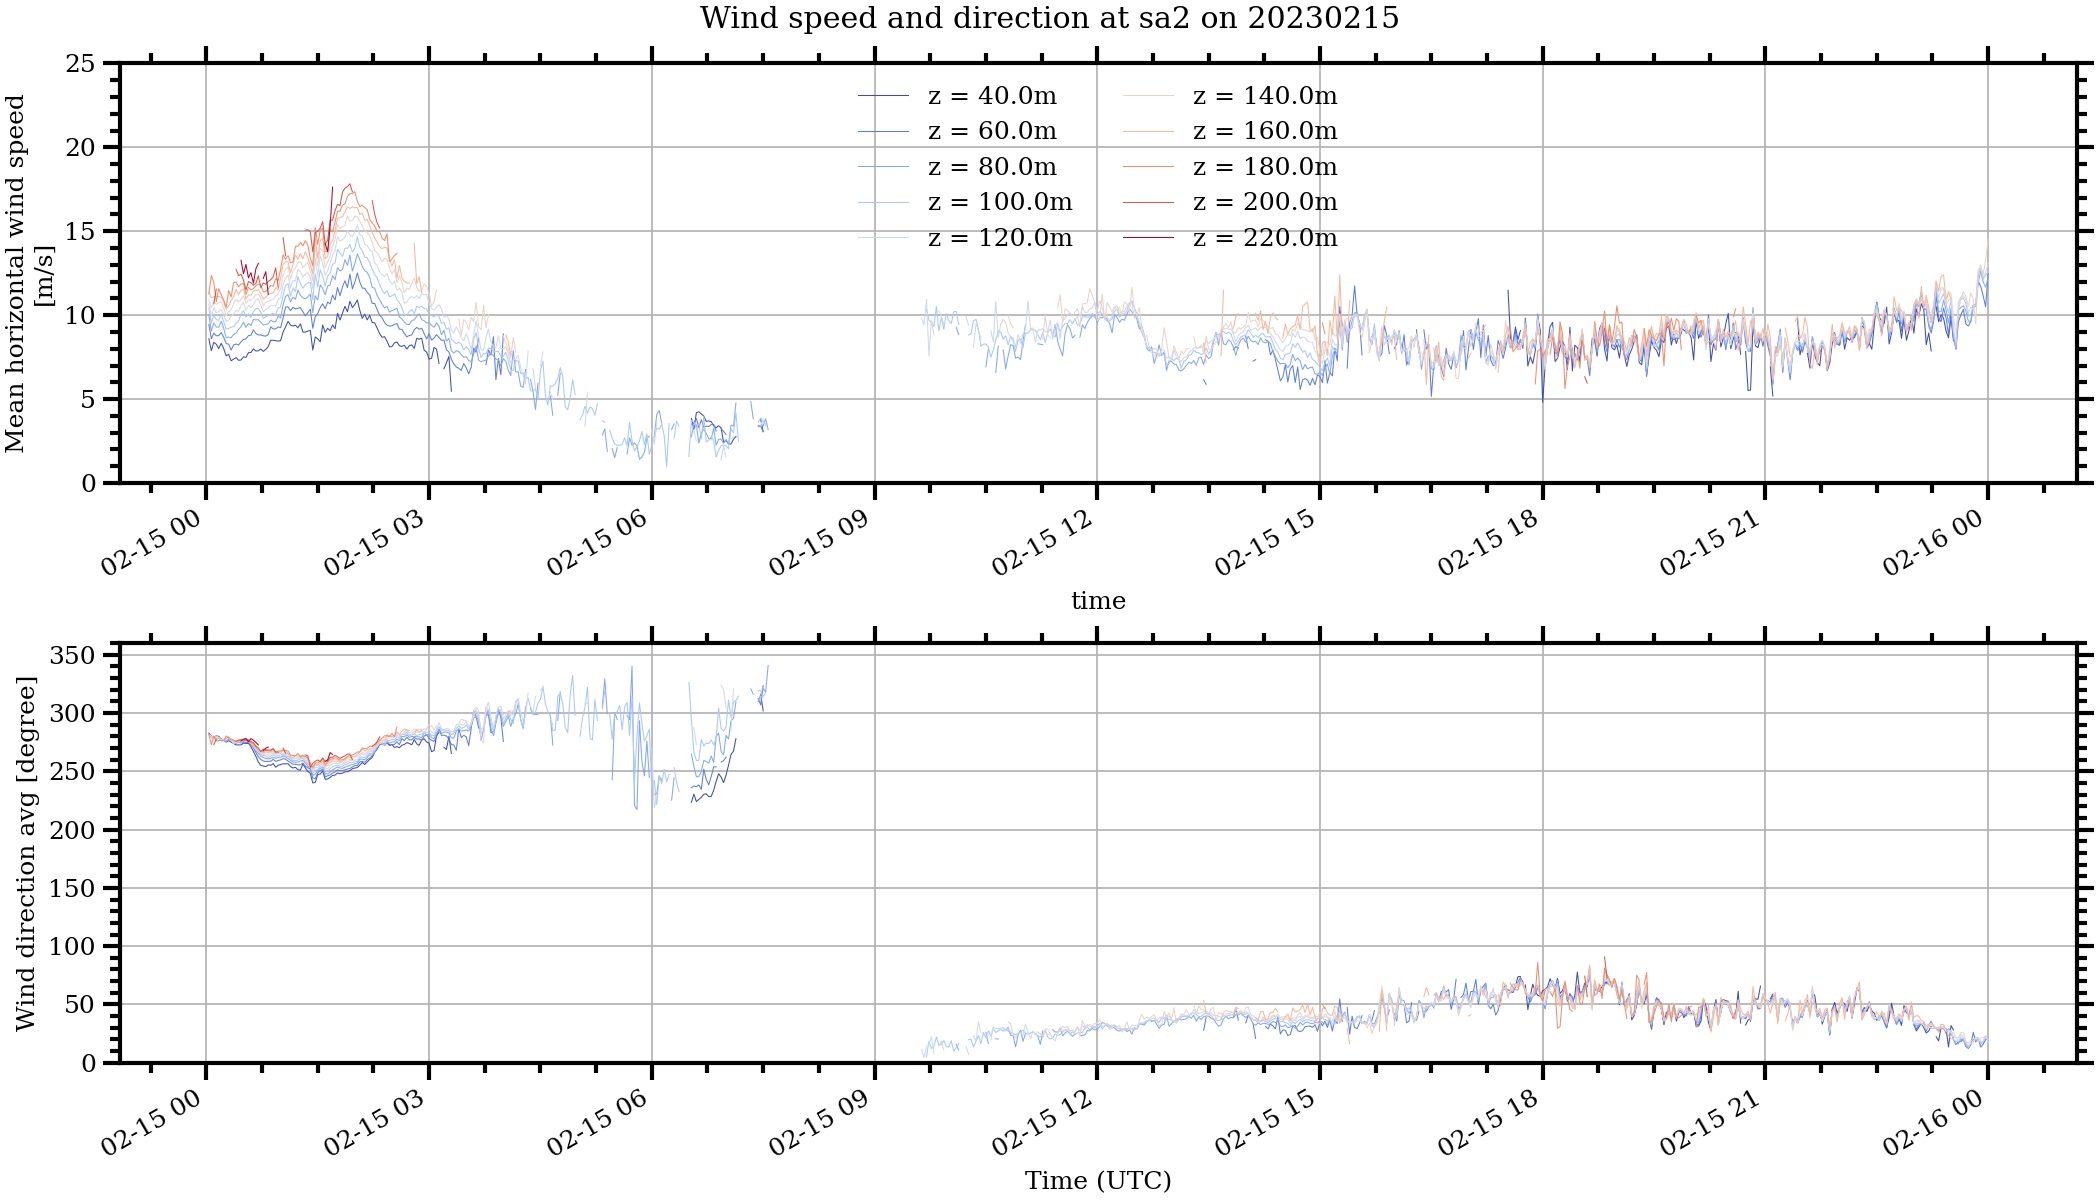 Wind speed and direction at sa2 on 20230215
Mean horizontal wind speed
[m/s]
25
20
15
10
5
0
z = 40.0m
z = 60.0m
z = 80.0m
z = 100.0m
z = 120.0m
z = 140.0m
z = 160.0m
z = 180.0m
z = 200.0m
z = 220.0m
02-15 00
02-15 03
02-15 06
02-15 09
02-15 12
02-15 15
02-15 18
02-15 21
02-16 00
time
Wind direction avg [degree]
350
300
250
200
150
100
50
0
02-15 00
02-15 03
02-15 06
02-15 09
02-15 12
02-15 15
02-15 18
02-15 21
02-16 00
Time (UTC)